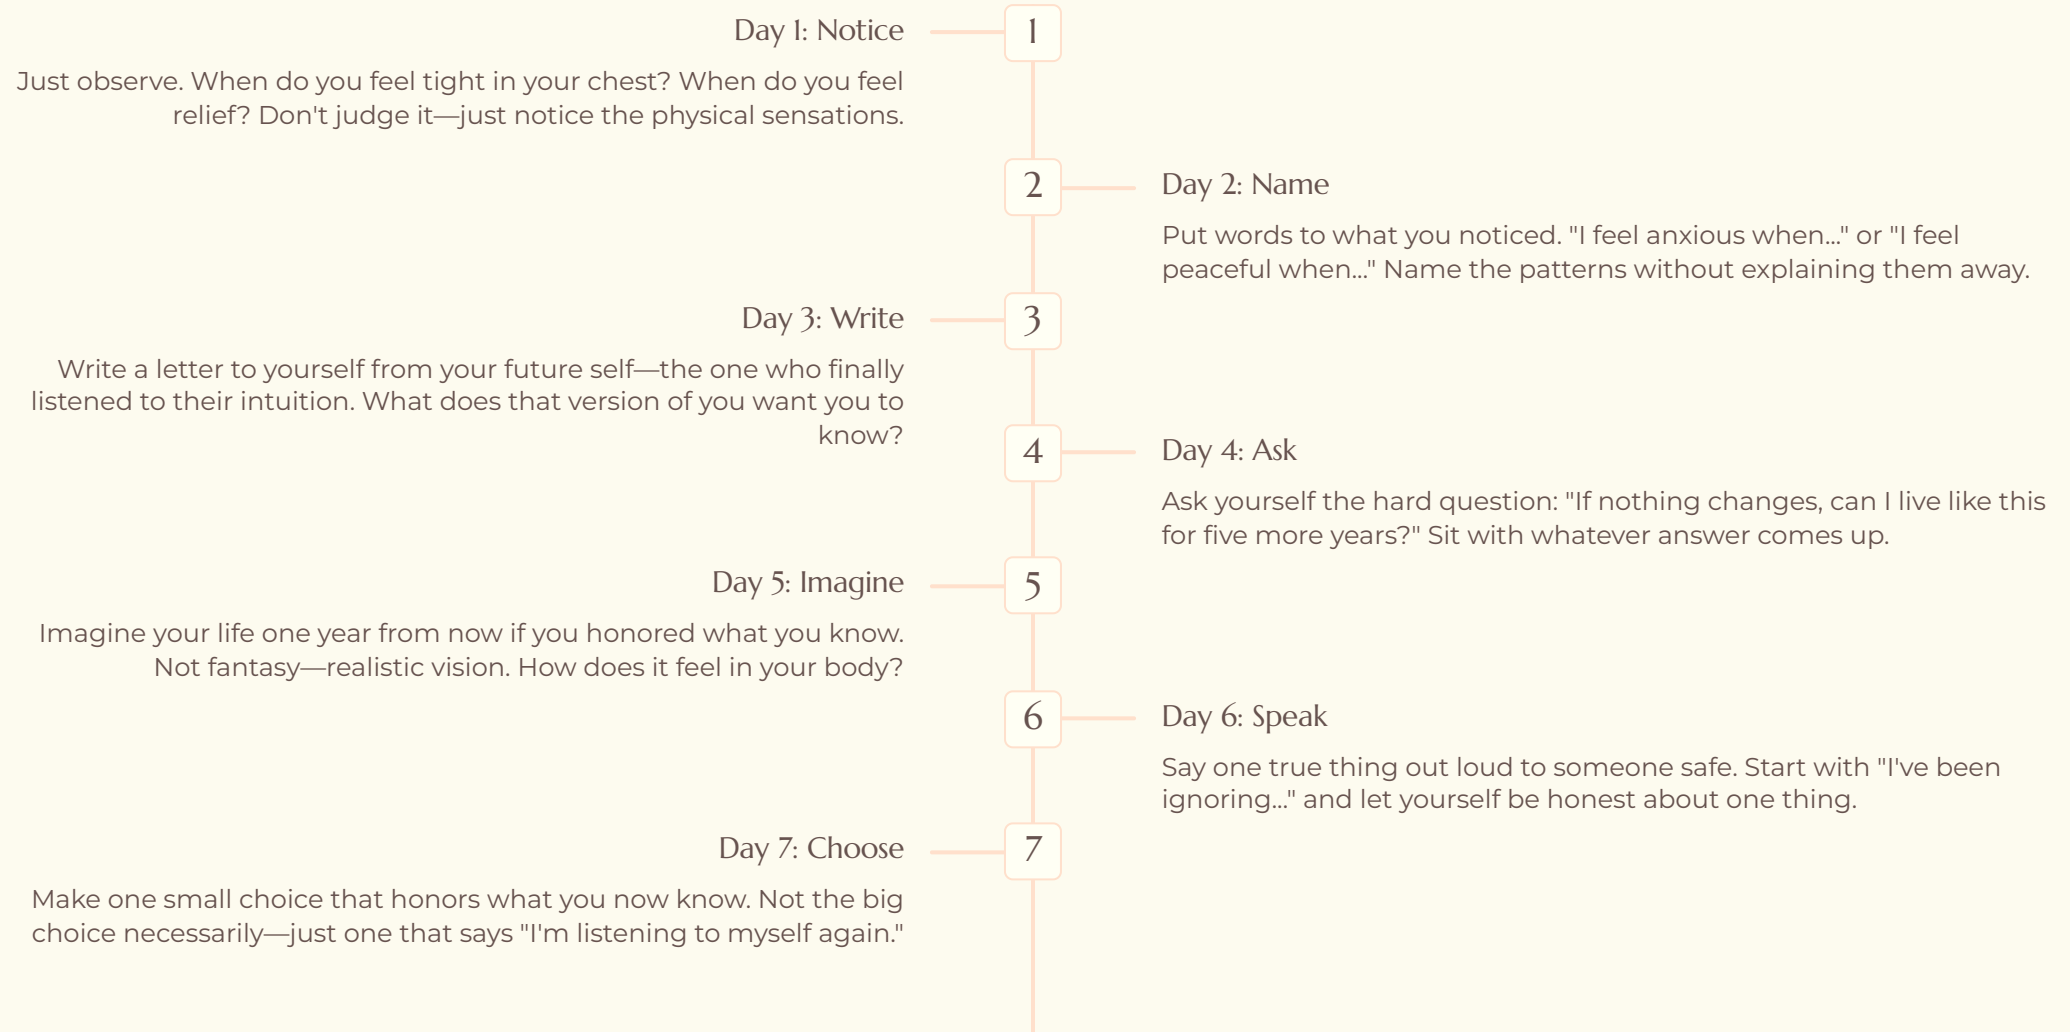 Day 1: Notice
1
Just observe. When do you feel tight in your chest? When do you feel
relief? Don't judge it—just notice the physical sensations.
2
Day 2: Name
Put words to what you noticed. "I feel anxious when..." or "I feel
peaceful when..." Name the patterns without explaining them away.
Day 3: Write
3
Write a letter to yourself from your future self—the one who finally
listened to their intuition. What does that version of you want you to
know?
4
Day 4: Ask
Ask yourself the hard question: "If nothing changes, can I live like this
for five more years?" Sit with whatever answer comes up.
Day 5: Imagine
5
Imagine your life one year from now if you honored what you know.
Not fantasy—realistic vision. How does it feel in your body?
6
Day 6: Speak
Say one true thing out loud to someone safe. Start with "I've been
ignoring..." and let yourself be honest about one thing.
Day 7: Choose
7
Make one small choice that honors what you now know. Not the big
choice necessarily—just one that says "I'm listening to myself again."